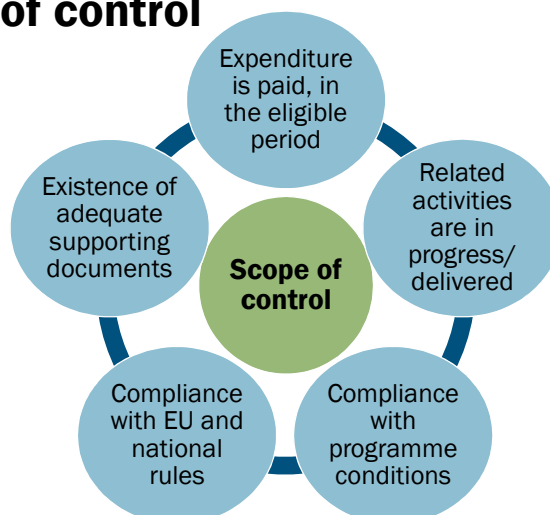 of control
Expenditure
is paid, in
the eligible
period
Related
activities
are in
progress/
delivered
Compliance
with
programme
conditions
Compliance
with EU and
national
rules
Existence of
adequate
supporting
documents
Scope of
control